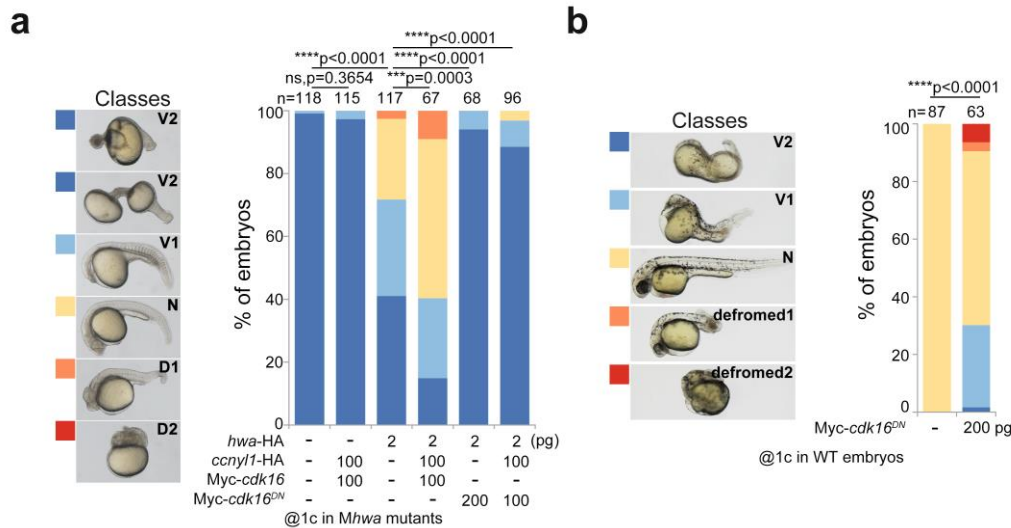 a
****p<0.0001
****p<0.0001 ****p<0.0001
ns,p=0.3654 ***p=0.0003
n=118 115 117 67 68 96
Classes
V2
V2
V1
N
D1
D2
100
80
60
40
20
0
% of embryos
hwa-HA - - 2 2 2 2 (pg)
ccnyl1-HA - 100 - 100 - 100
Myc-cdk16 - 100 - 100
Myc-cdk16DN - - - - 200 100
@1c in Mhwa mutants
b
****p<0.0001
n=87 63
Classes
V2
V1
N
defromed1
defromed2
100
80
60
40
20
0
% of embryos
Myc-cdk16DN - 200 pg
@1c in WT embryos